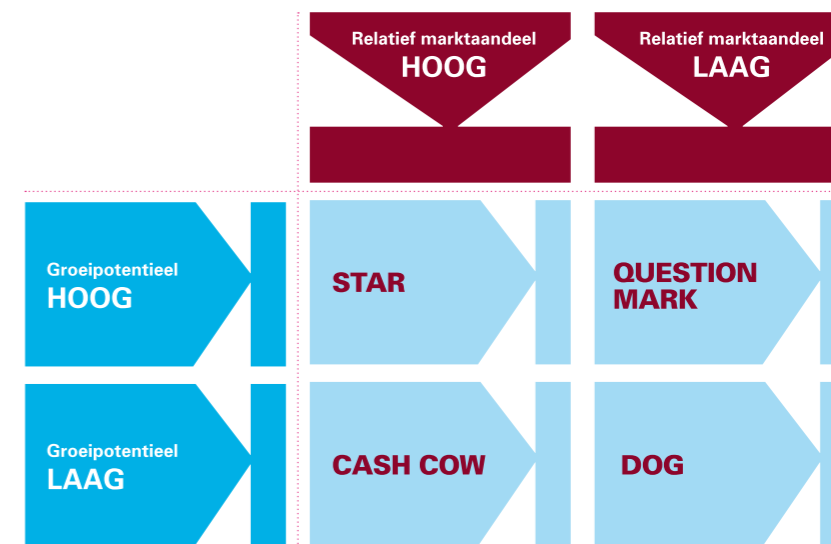 Relatief marktaandeel
HOOG
Relatief marktaandeel
LAAG
Groeipotentieel
HOOG
STAR
QUESTION
MARK
Groeipotentieel
LAAG
CASH COW
DOG